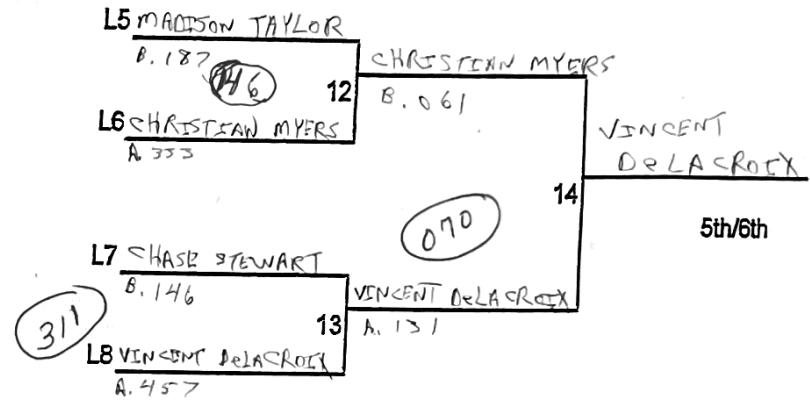 L5 MADISON TAYLOR
B. 187
146
12
CHRISTIAN MYERS
B. 061
L6 CHRISTIAN MYERS
A. 333
VINCENT
DeLACROIX
14
070
5th/6th
L7 CHASE STEWART
B. 146
311
13
VINCENT DeLACROIX
A. 131
L8 VINCENT DeLACROIX
A. 457